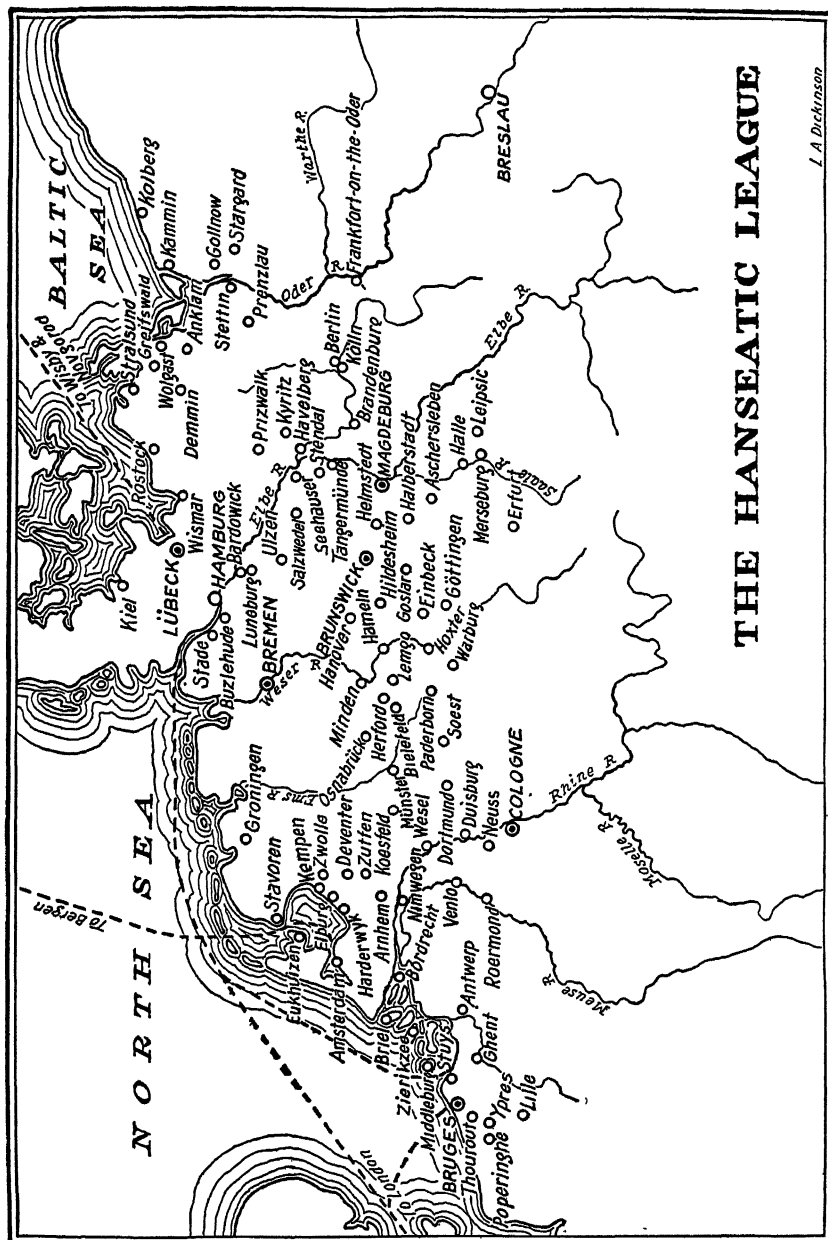 THE HANSEATIC LEAGUE
L A Dickinson
NORTH SEA
BALTIC
SEA
To Bergen
To London
To Wisby &
Novgorod
Kiel
LÜBECK
Wismar
Rostock
Stralsund
Greifswald
Wolgast
Demmin
Anklam
Kammin
Kolberg
Gollnow
Stargard
Stettin
Prenzlau
Oder R
Warthe R.
Frankfort-on-the-Oder
BRESLAU
Stade
HAMBURG
Buxlehude
Bardowick
Luneburg
Elbe R
Ulzen
Salzwedel
Seehausen
Stendal
Tangermünde
Havelberg
Kyritz
Prizwalk
Berlin
Kölln
Brandenburg
MAGDEBURG
Helmstedt
Halberstadt
Aschersleben
Halle
Leipsic
Merseburg
Saale R
Erfurt
Elbe R.
BREMEN
Weser R
BRUNSWICK
Hanover
Hameln
Hildesheim
Goslar
Einbeck
Göttingen
Minden
Lemgo
Hoxter
Warburg
Herford
Bielefeld
Paderborn
Soest
Osnabrück
Münster
Ems R
Groningen
Stavoren
Kempen
Zwolle
Deventer
Zutfen
Koesfeld
Wesel
Dortmund
Duisburg
Neuss
COLOGNE
Rhine R
Moselle R
Eukhuizen
Elburg
Harderwyk
Amsterdam
Arnhem
Nimwegen
Venlo
Roermond
Meuse R
Dordrecht
Briel
Zierikzee
Middleburg
Sluys
Antwerp
Ghent
BRUGES
Thourout
Ypres
Poperinghe
Lille